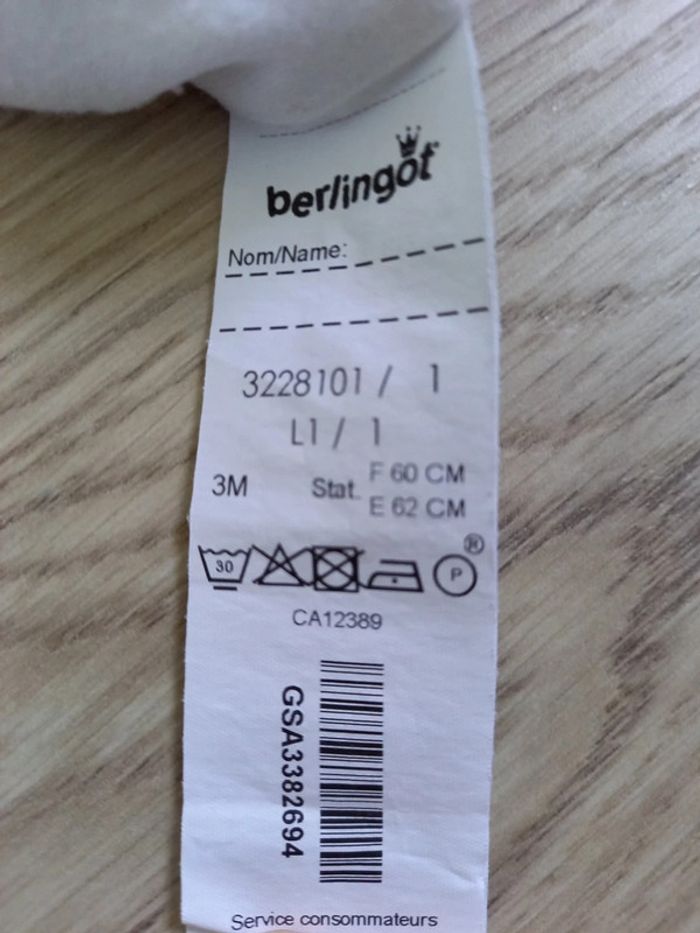 berlingot
Nom/Name:
3228101 / 1
L1 / 1
3M Stat. F 60 CM
E 62 CM
30 P ®
CA12389
GSA3382694
Service consommateurs